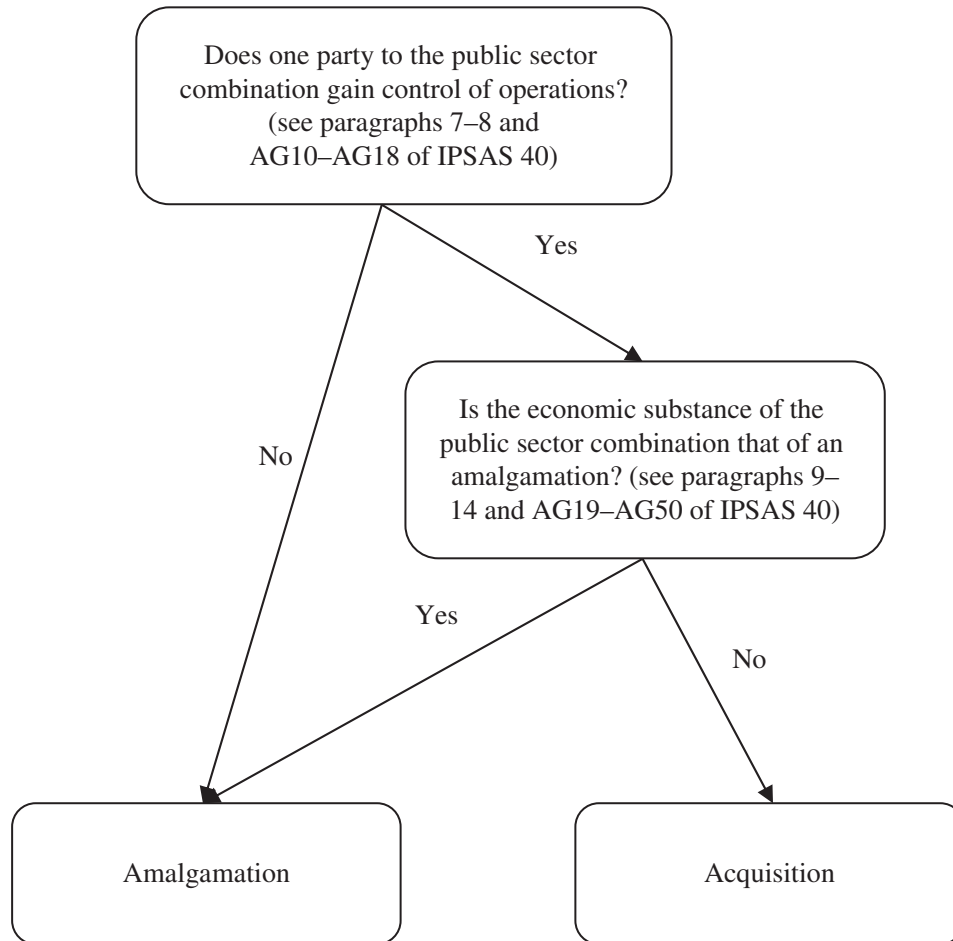 Does one party to the public sector
combination gain control of operations?
(see paragraphs 7–8 and
AG10–AG18 of IPSAS 40)
Yes
Is the economic substance of the
public sector combination that of an
amalgamation? (see paragraphs 9–
14 and AG19–AG50 of IPSAS 40)
No
Yes
No
Amalgamation
Acquisition